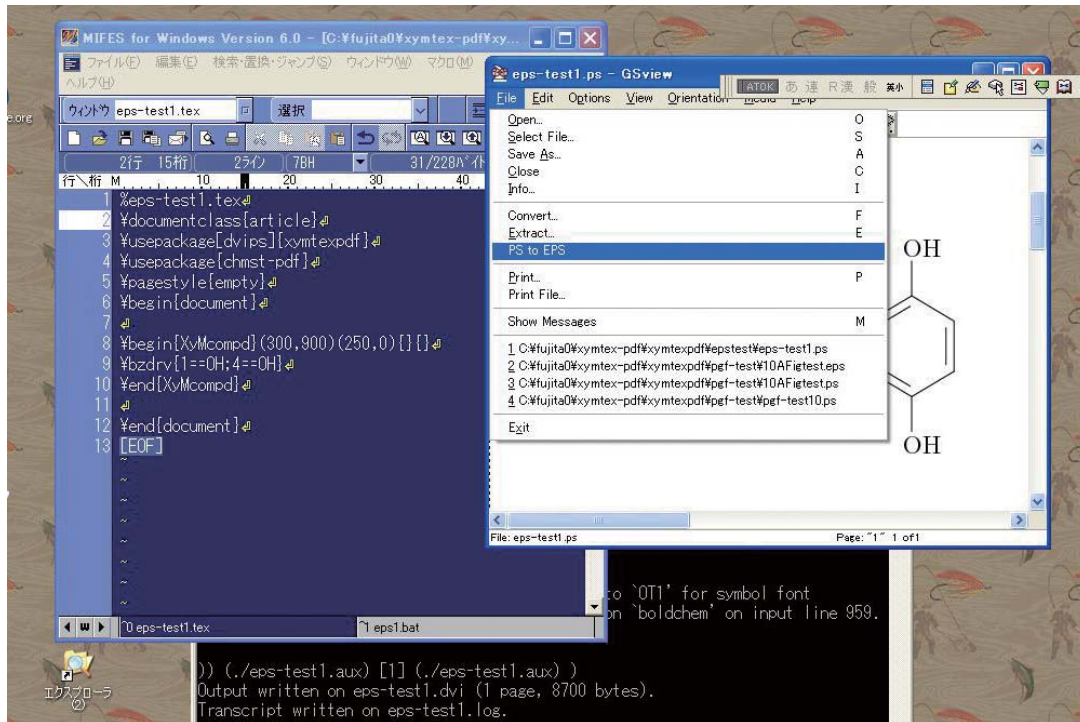 MIFES for Windows Version 6.0 - [C:¥fujita0¥xymtex-pdf¥xy...
ファイル(F) 編集(E) 検索・置換・ジャンプ(S) ウィンドウ(W) マクロ(M)
ヘルプ(H)
ウィンドウ eps-test1.tex 選択
2行 15桁 2ライン 7BH 31/228バイト
行＼桁 M 10 20 30 40
1 %eps-test1.tex
2 ¥documentclass{article}
3 ¥usepackage[dvips]{xymtexpdf}
4 ¥usepackage{chmst-pdf}
5 ¥pagestyle{empty}
6 ¥begin{document}
7
8 ¥begin{XyMcompd}(300,900)(250,0){}{}
9 ¥bzdrv{1==OH;4==OH}
10 ¥end{XyMcompd}
11
12 ¥end{document}
13 [EOF]
~
~
~
~
~
~
~
~0 eps-test1.tex ~1 eps1.bat
eps-test1.ps - GSview
ATOK あ 連 R漢 般 英小
File Edit Options View Orientation Media Help
Open... O
Select File... S
Save As... A
Close C
Info... I
Convert... F
Extract... E
PS to EPS
Print... P
Print File...
Show Messages M
1 C:¥fujita0¥xymtex-pdf¥xymtexpdf¥epstest¥eps-test1.ps
2 C:¥fujita0¥xymtex-pdf¥xymtexpdf¥pgf-test¥10AFigtest.eps
3 C:¥fujita0¥xymtex-pdf¥xymtexpdf¥pgf-test¥10AFigtest.ps
4 C:¥fujita0¥xymtex-pdf¥xymtexpdf¥pgf-test¥pgf-test10.ps
Exit
OH
OH
File: eps-test1.ps Page: "1" 1 of 1
to `OT1' for symbol font
on `boldchem' on input line 959.
)) (./eps-test1.aux) [1] (./eps-test1.aux) )
Output written on eps-test1.dvi (1 page, 8700 bytes).
Transcript written on eps-test1.log.
エクスプローラ
(2)
e.org